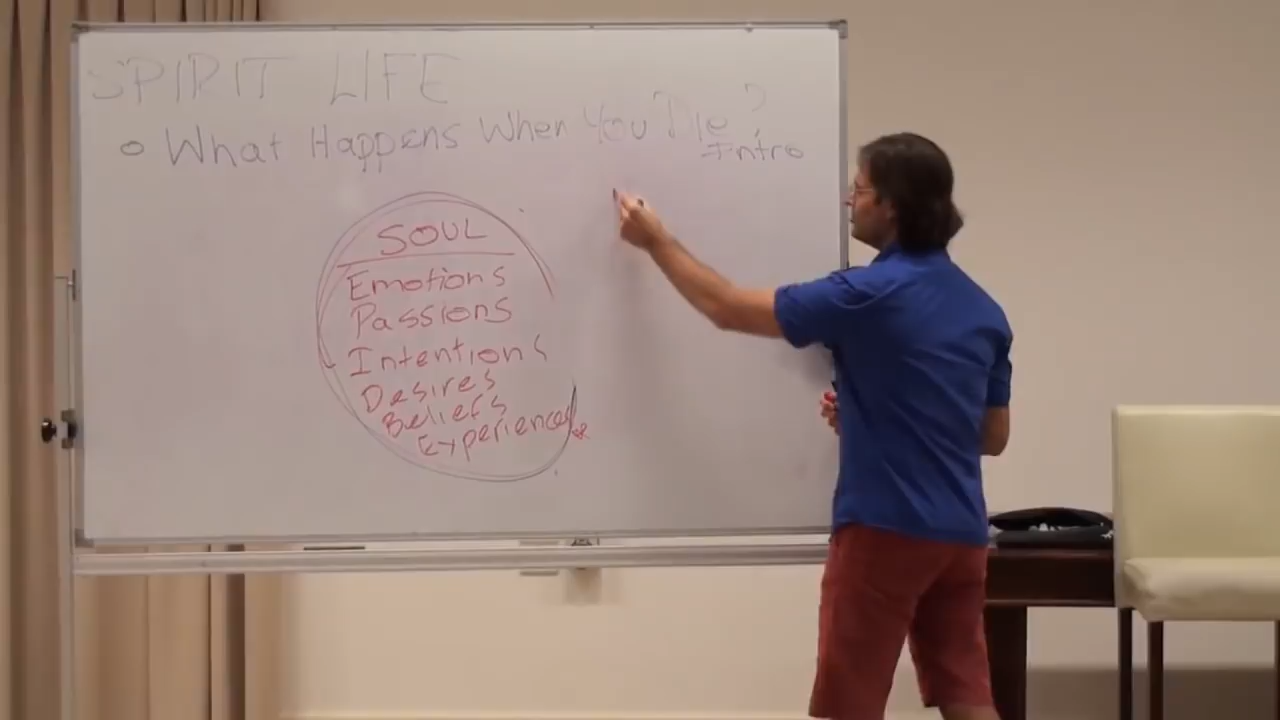 SPIRIT LIFE
o What Happens When You Die?
Intro
SOUL
Emotions
Passions
Intentions
Desires
Beliefs
Experiences